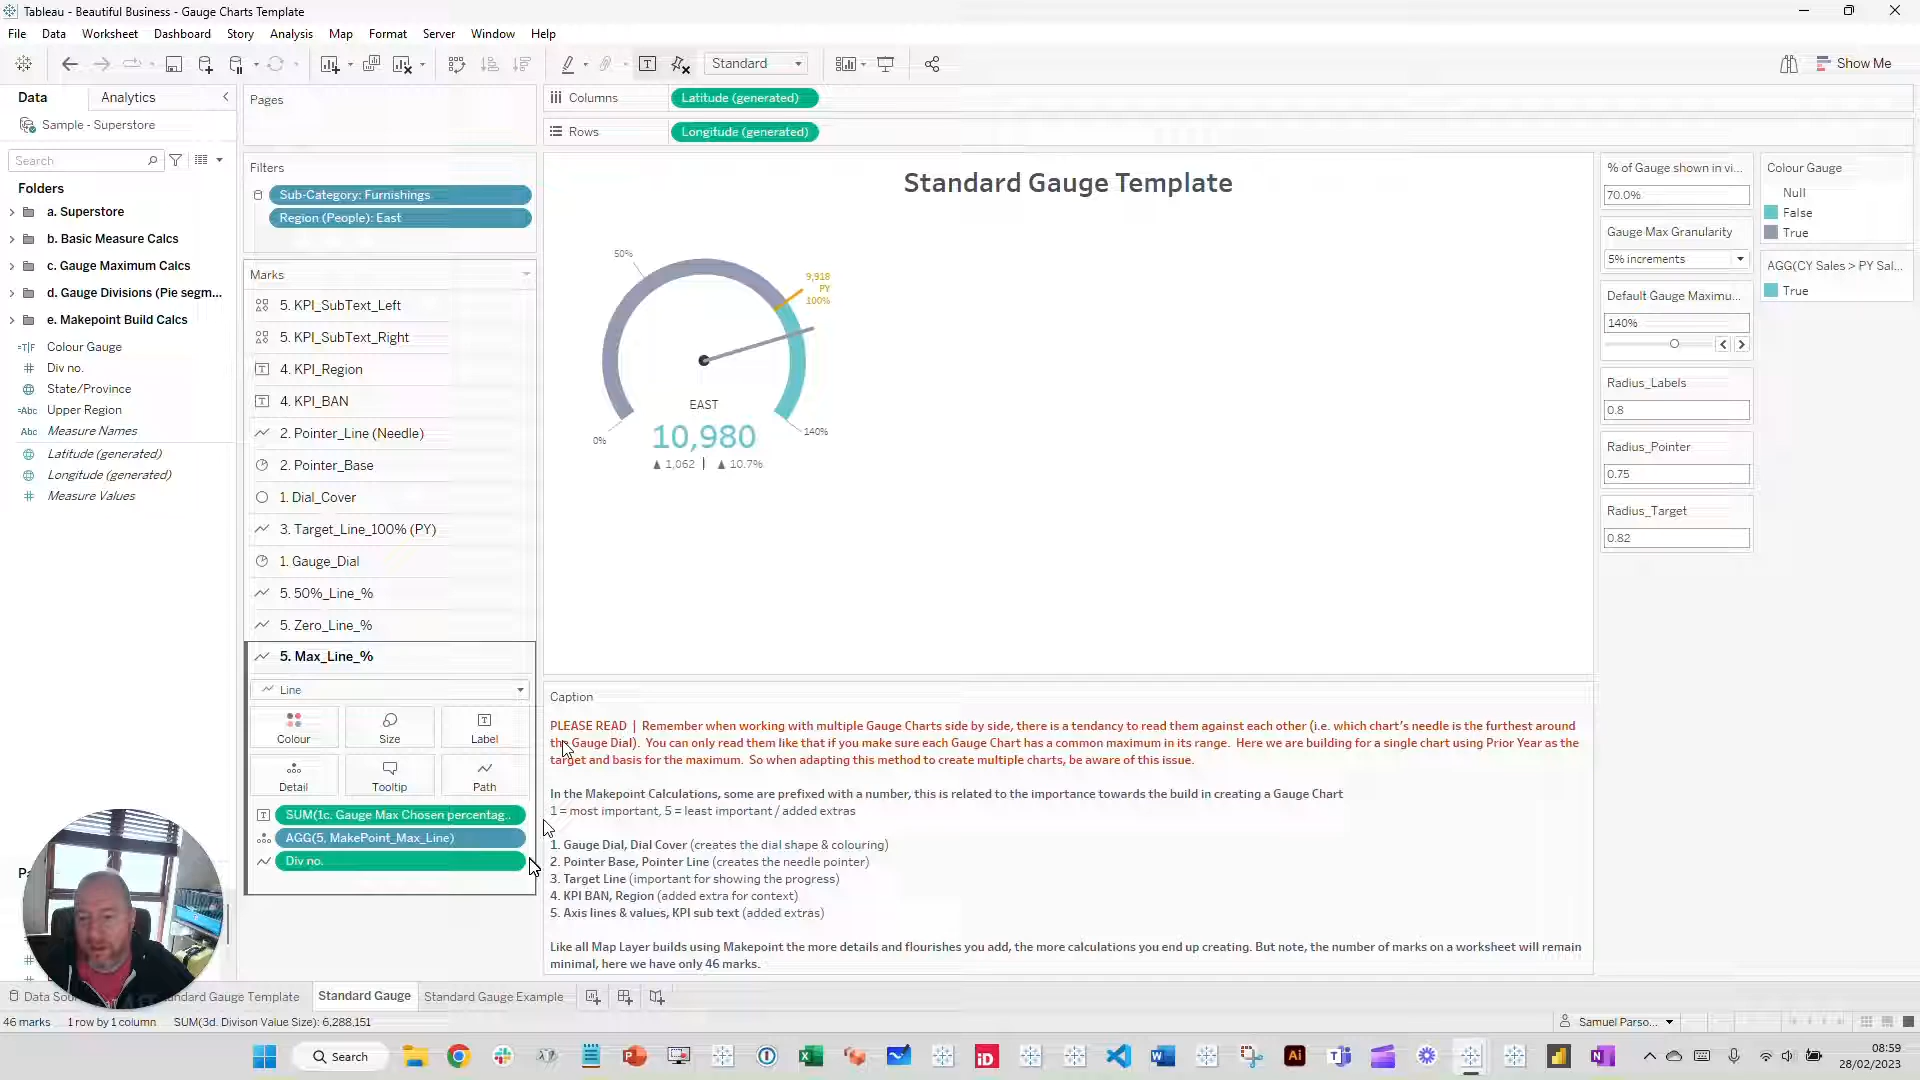 Tableau - Beautiful Business - Gauge Charts Template
File Data Worksheet Dashboard Story Analysis Map Format Server Window Help
Standard
Show Me
Data Analytics
Sample - Superstore
Search
Folders
a. Superstore
b. Basic Measure Calcs
c. Gauge Maximum Calcs
d. Gauge Divisions (Pie segm...
e. Makepoint Build Calcs
=T|F Colour Gauge
Div no.
State/Province
=Abc Upper Region
Abc Measure Names
Latitude (generated)
Longitude (generated)
Measure Values
Pages
Filters
Sub-Category: Furnishings
Region (People): East
Marks
5. KPI_SubText_Left
5. KPI_SubText_Right
4. KPI_Region
4. KPI_BAN
2. Pointer_Line (Needle)
2. Pointer_Base
1. Dial_Cover
3. Target_Line_100% (PY)
1. Gauge_Dial
5. 50%_Line_%
5. Zero_Line_%
5. Max_Line_%
Line
Colour Size Label
Detail Tooltip Path
SUM(1c. Gauge Max Chosen percentag..
AGG(5. MakePoint_Max_Line)
Div no.
Columns Latitude (generated)
Rows Longitude (generated)
Standard Gauge Template
50%
9,918
PY
100%
0%
140%
EAST
10,980
▲ 1,062 | ▲ 10.7%
Caption
PLEASE READ | Remember when working with multiple Gauge Charts side by side, there is a tendancy to read them against each other (i.e. which chart's needle is the furthest around
the Gauge Dial). You can only read them like that if you make sure each Gauge Chart has a common maximum in its range. Here we are building for a single chart using Prior Year as the
target and basis for the maximum. So when adapting this method to create multiple charts, be aware of this issue.
In the Makepoint Calculations, some are prefixed with a number, this is related to the importance towards the build in creating a Gauge Chart
1 = most important, 5 = least important / added extras
1. Gauge Dial, Dial Cover (creates the dial shape & colouring)
2. Pointer Base, Pointer Line (creates the needle pointer)
3. Target Line (important for showing the progress)
4. KPI BAN, Region (added extra for context)
5. Axis lines & values, KPI sub text (added extras)
Like all Map Layer builds using Makepoint the more details and flourishes you add, the more calculations you end up creating. But note, the number of marks on a worksheet will remain
minimal, here we have only 46 marks.
% of Gauge shown in vi...
70.0%
Gauge Max Granularity
5% increments
Default Gauge Maximu...
140%
Radius_Labels
0.8
Radius_Pointer
0.75
Radius_Target
0.82
Colour Gauge
Null
False
True
AGG(CY Sales > PY Sal...
True
Data Sou
andard Gauge Template Standard Gauge Standard Gauge Example
46 marks 1 row by 1 column SUM(3d. Divison Value Size): 6,288,151
Samuel Parso...
Search
08:59
28/02/2023